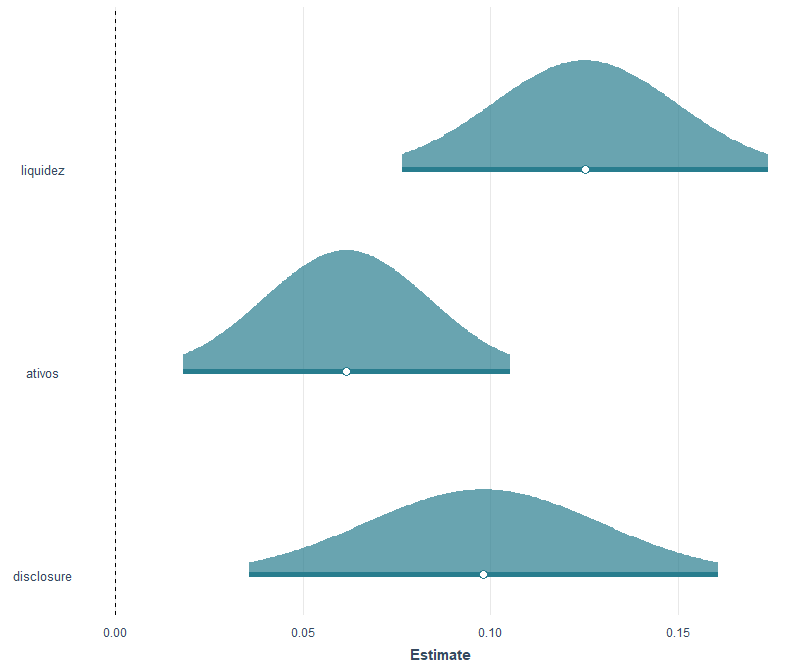 liquidez
ativos
disclosure
0.00 0.05 0.10 0.15
Estimate